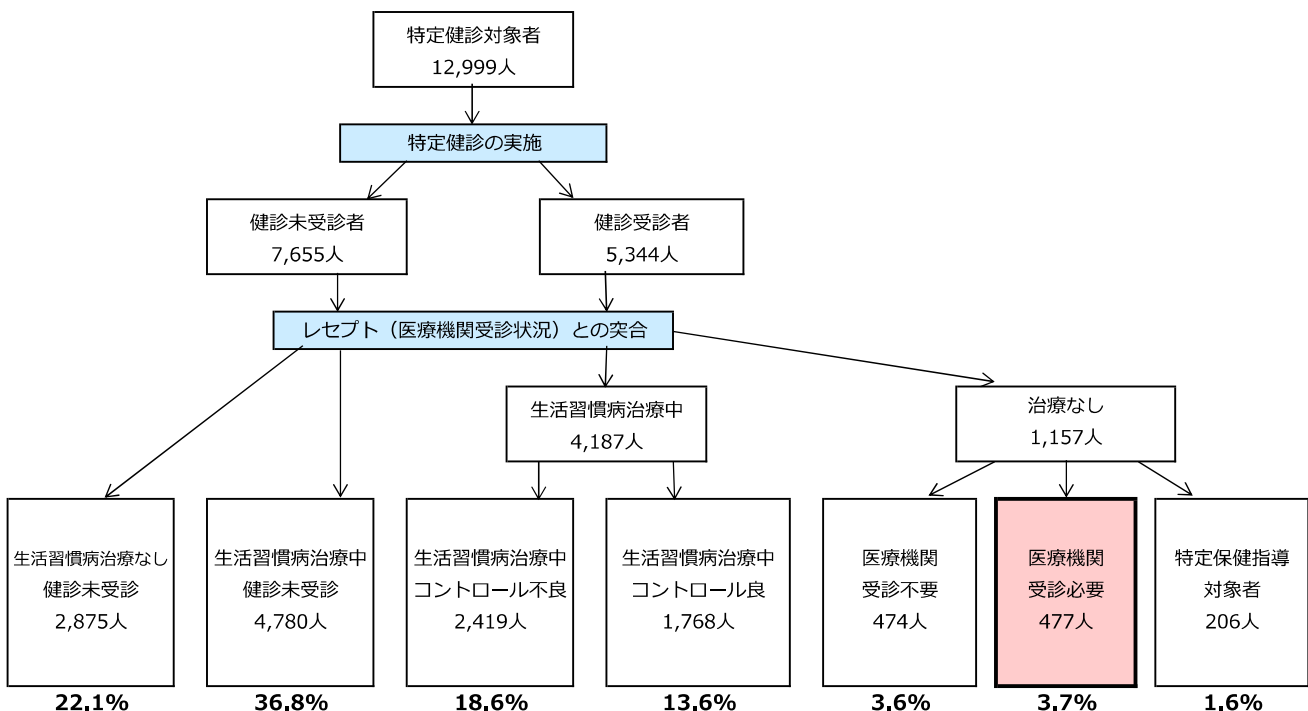 特定健診対象者
12,999人
特定健診の実施
健診未受診者
7,655人
健診受診者
5,344人
レセプト（医療機関受診状況）との突合
生活習慣病治療中
4,187人
治療なし
1,157人
生活習慣病治療なし
健診未受診
2,875人
生活習慣病治療中
健診未受診
4,780人
生活習慣病治療中
コントロール不良
2,419人
生活習慣病治療中
コントロール良
1,768人
医療機関
受診不要
474人
医療機関
受診必要
477人
特定保健指導
対象者
206人
22.1%
36.8%
18.6%
13.6%
3.6%
3.7%
1.6%